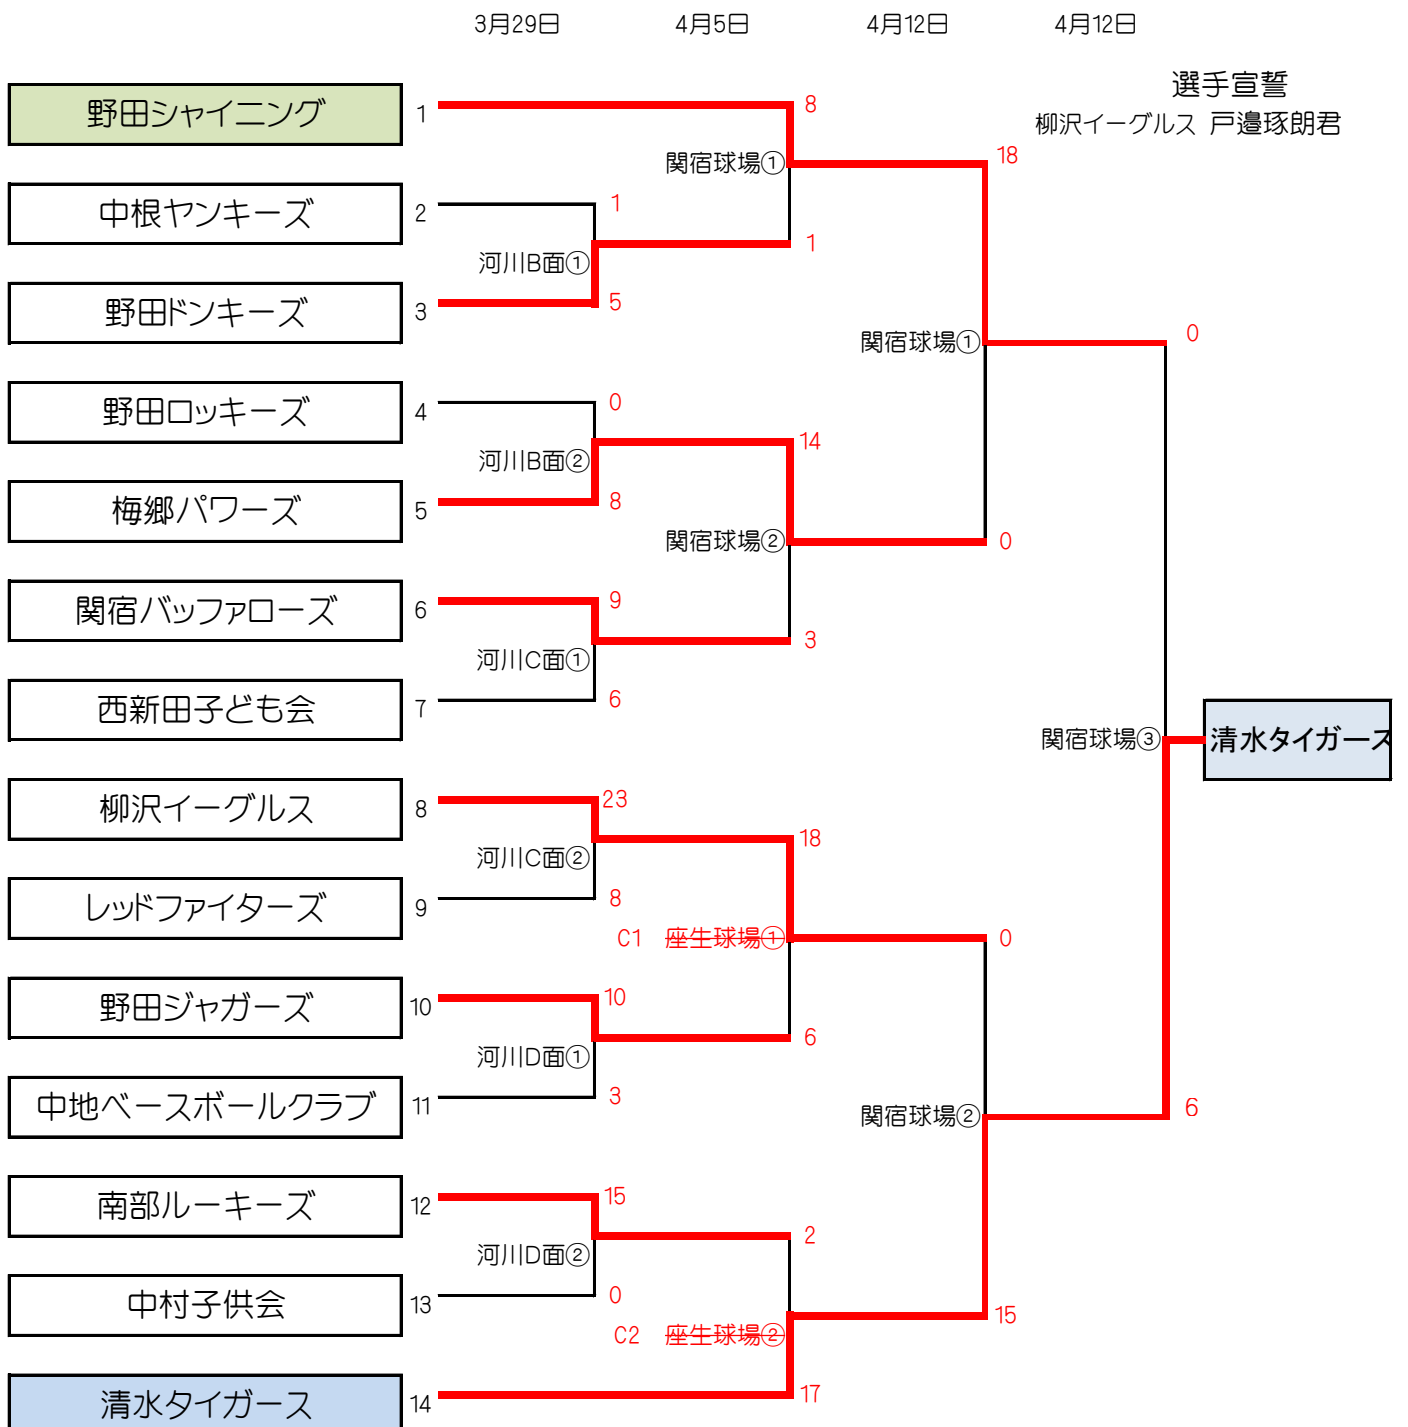 3月29日 4月5日 4月12日 4月12日
選手宣誓
柳沢イーグルス 戸邉琢朗君
野田シャイニング 1 8
関宿球場① 18
中根ヤンキーズ 2 1
河川B面① 1
野田ドンキーズ 3 5
関宿球場① 0
野田ロッキーズ 4 0
河川B面② 14
梅郷パワーズ 5 8
関宿球場② 0
関宿バッファローズ 6 9
河川C面① 3
西新田子ども会 7 6
関宿球場③ 清水タイガース
柳沢イーグルス 8 23
河川C面② 18
レッドファイターズ 9 8
C1 座生球場① 0
野田ジャガーズ 10 10
河川D面① 6
中地ベースボールクラブ 11 3
関宿球場② 6
南部ルーキーズ 12 15
河川D面② 2
中村子供会 13 0
15
C2 座生球場②
清水タイガース 14 17